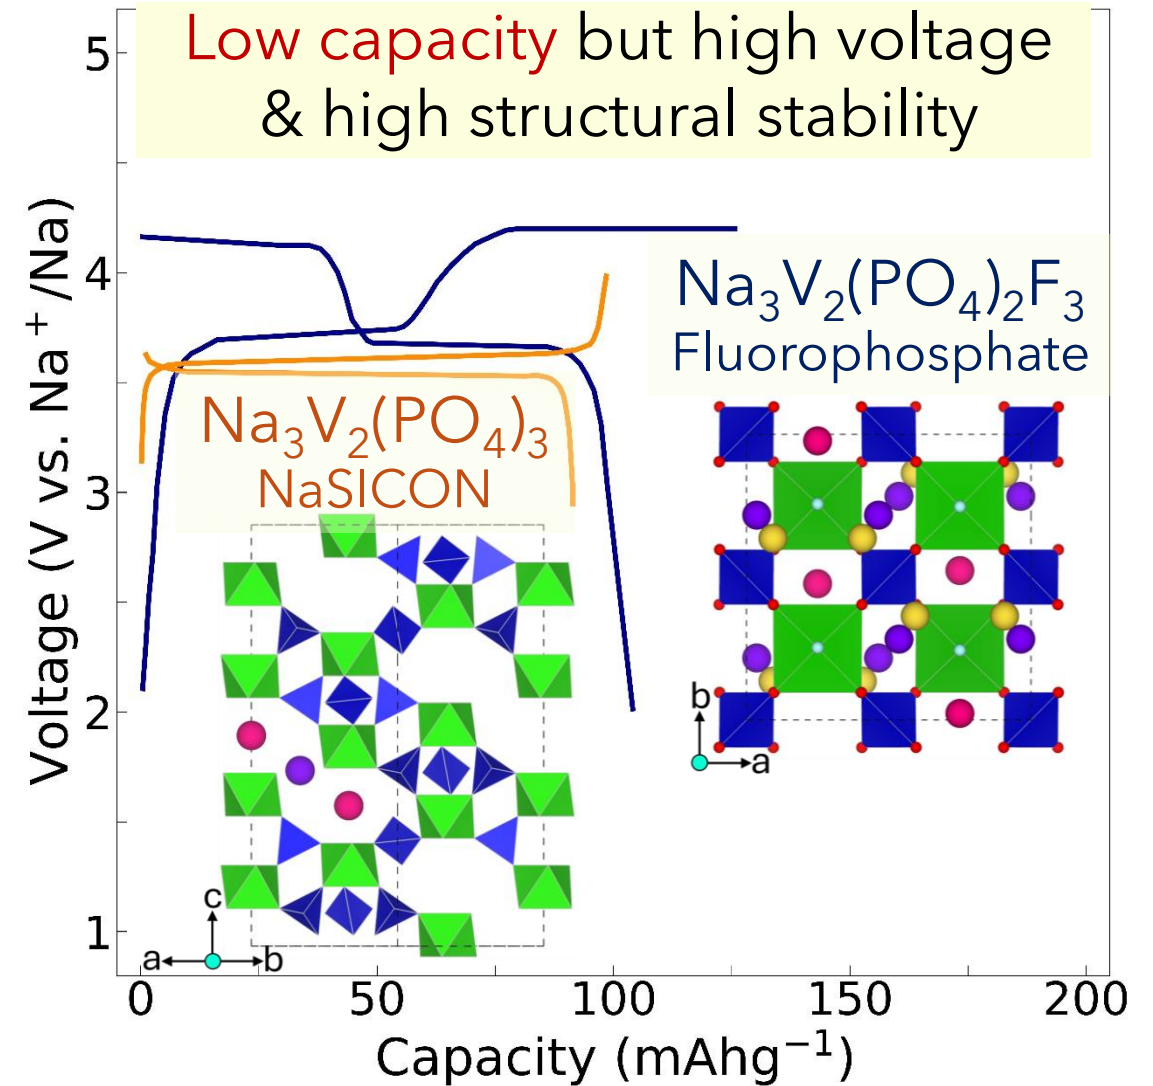 Low capacity but high voltage
& high structural stability
5
4
3
2
1
Voltage (V vs. Na⁺/Na)
Na₃V₂(PO₄)₂F₃
Fluorophosphate
Na₃V₂(PO₄)₃
NaSICON
b
a
c
a
b
0 50 100 150 200
Capacity (mAhg⁻¹)